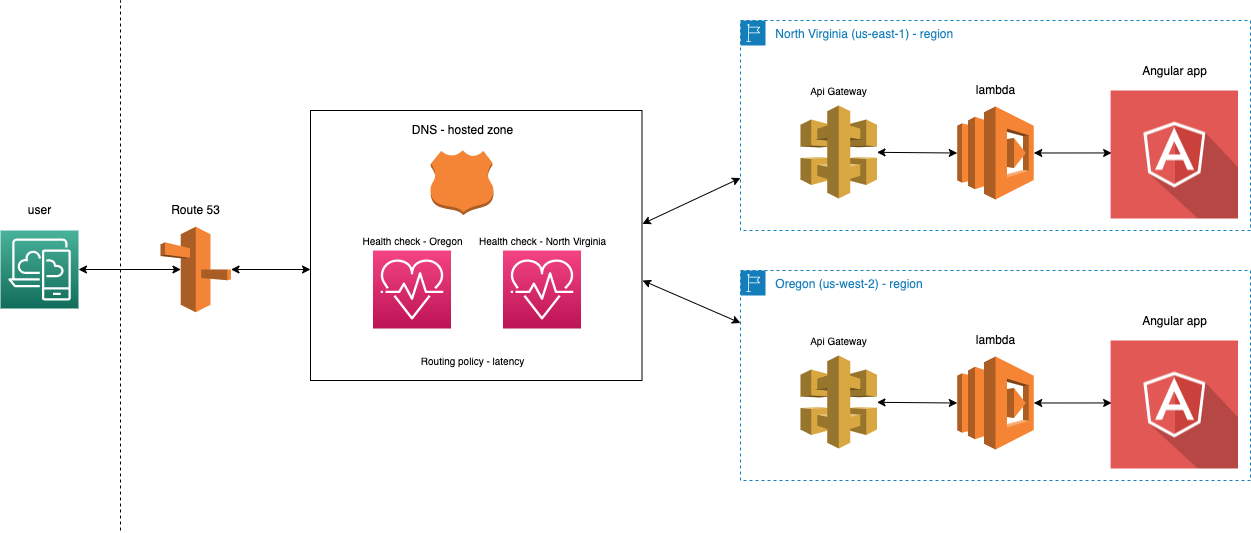 user
Route 53
DNS - hosted zone
Health check - Oregon
Health check - North Virginia
Routing policy - latency
North Virginia (us-east-1) - region
Api Gateway
lambda
Angular app
A
Oregon (us-west-2) - region
Api Gateway
lambda
Angular app
A